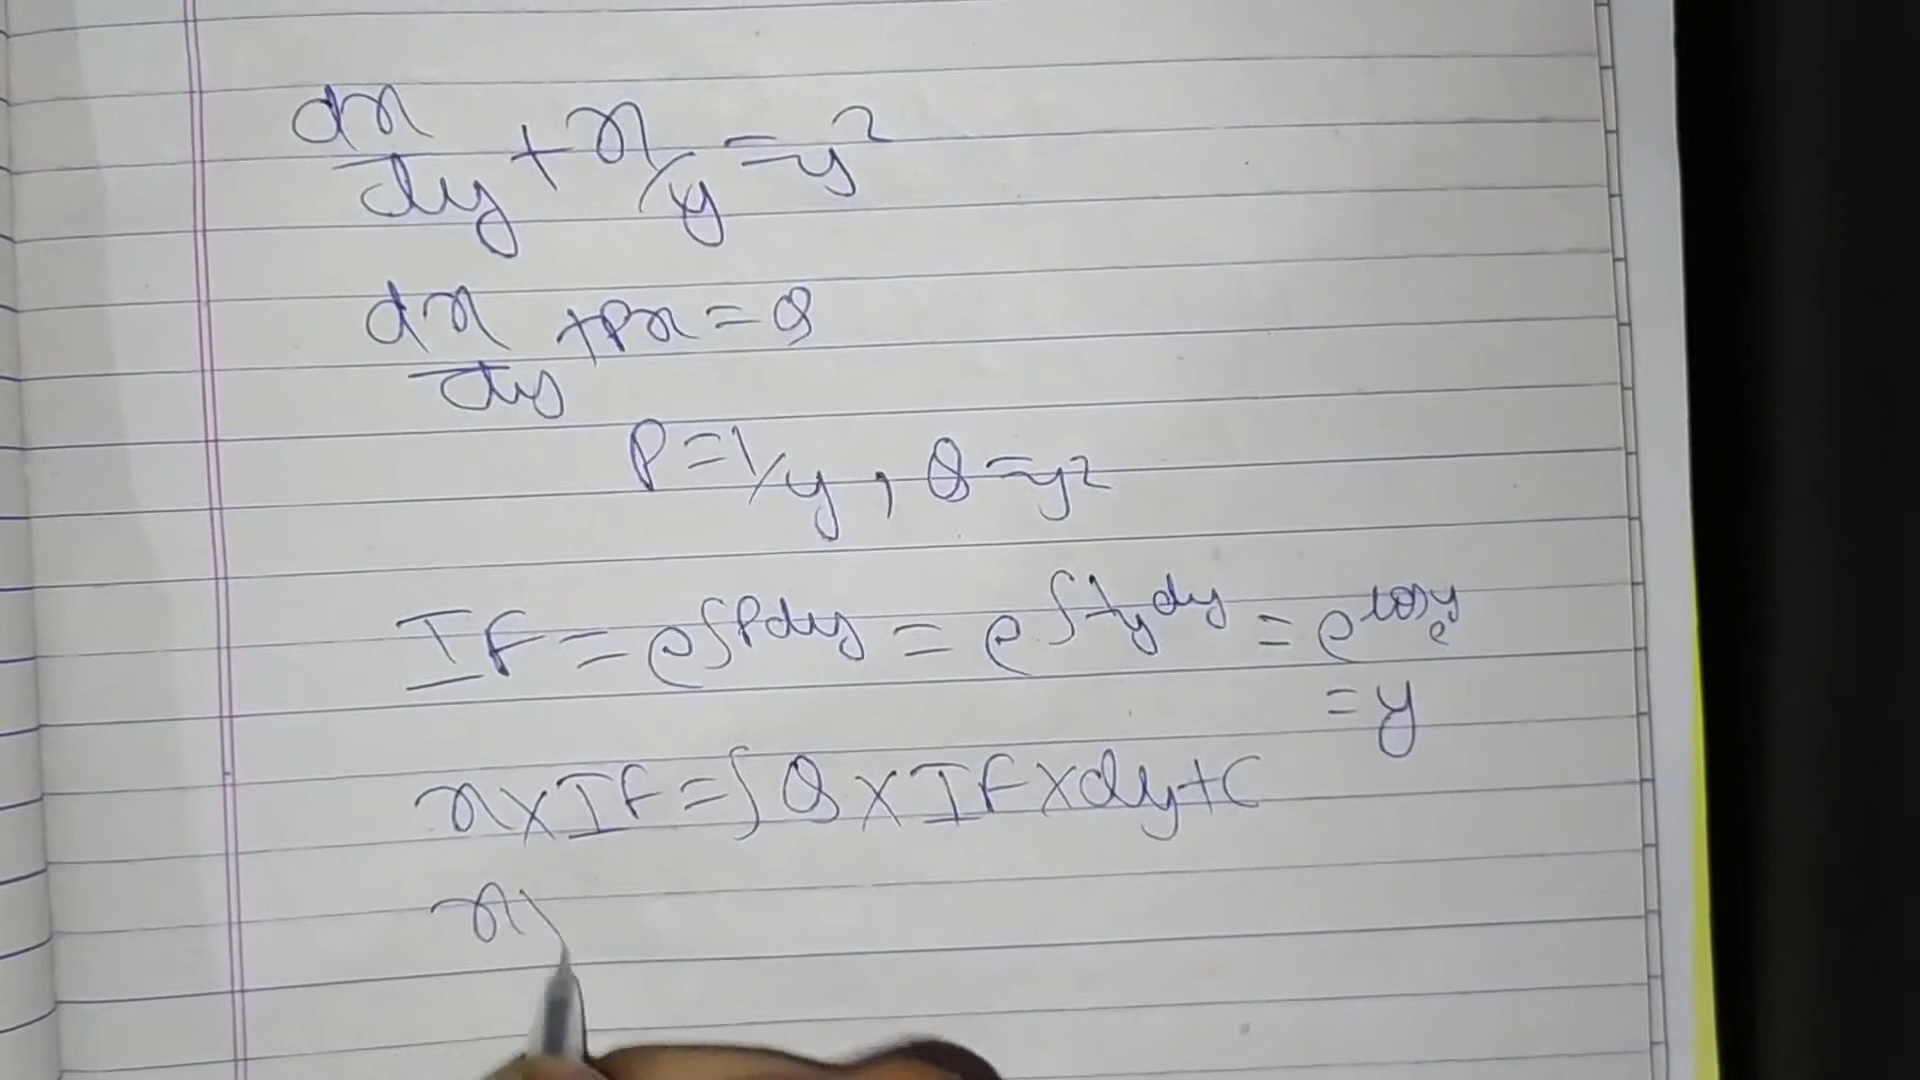 dx/dy + x/y = y²
dx/dy + Px = Q
P = 1/y , Q = y²
IF = e^∫Pdy = e^∫1/y dy = e^logₑy
= y
x × IF = ∫ Q × IF × dy + C
x